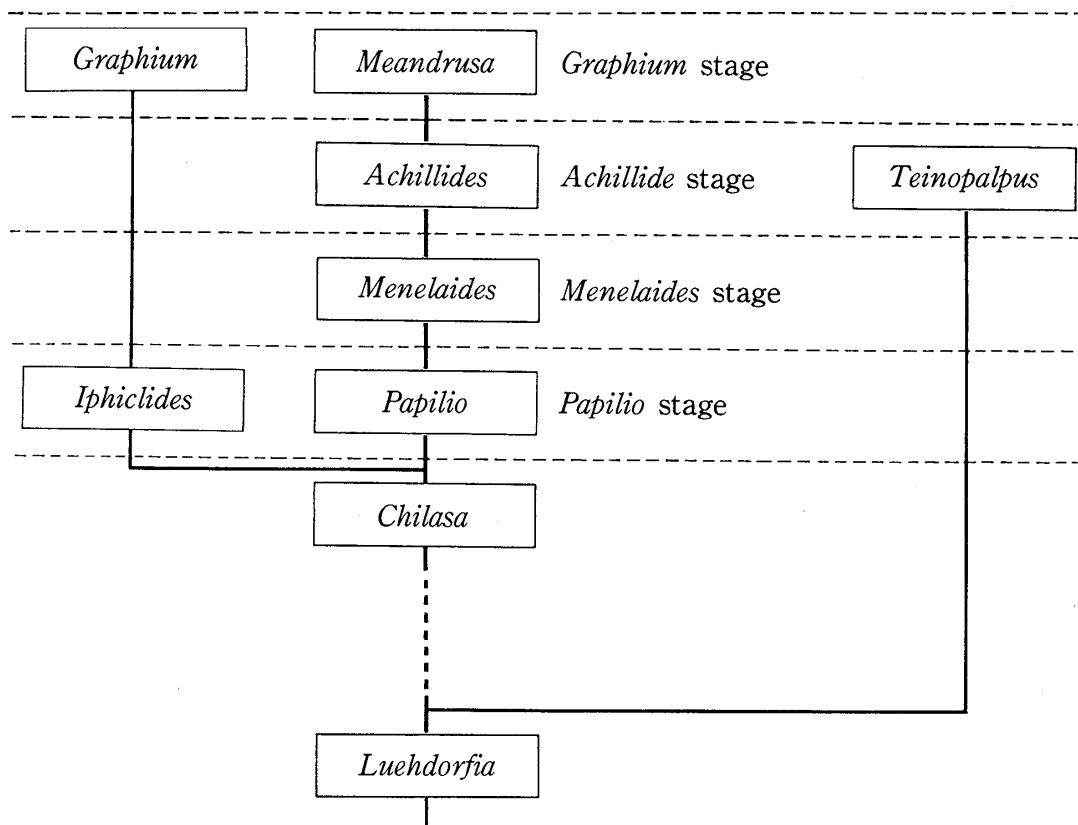 Graphium
Meandrusa
Graphium stage
Achillides
Achillide stage
Teinopalpus
Menelaides
Menelaides stage
Iphiclides
Papilio
Papilio stage
Chilasa
Luehdorfia